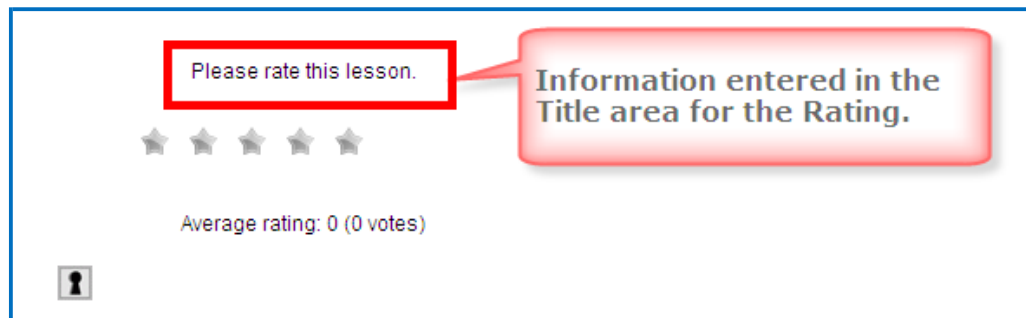 Please rate this lesson.
Information entered in the
Title area for the Rating.
Average rating: 0 (0 votes)